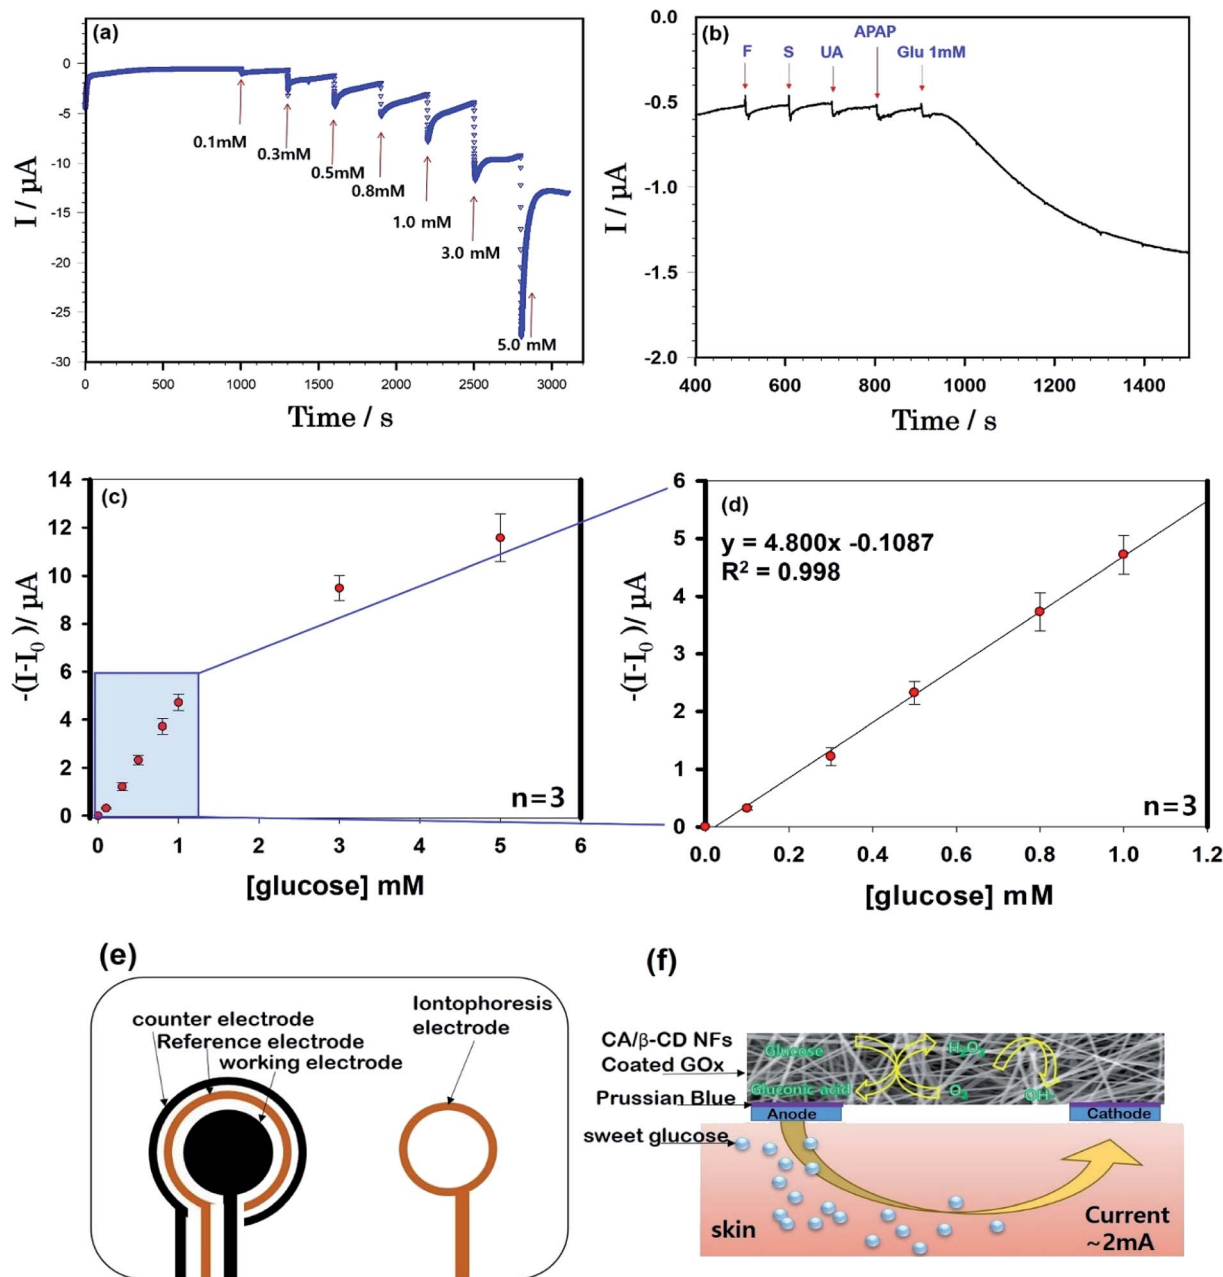 (a)
0
-5
-10
-15
-20
-25
-30
I / µA
0.1mM
0.3mM
0.5mM
0.8mM
1.0 mM
3.0 mM
5.0 mM
0 500 1000 1500 2000 2500 3000
Time / s
(b)
0.0
-0.5
-1.0
-1.5
-2.0
I / µA
F S UA APAP Glu 1mM
400 600 800 1000 1200 1400
Time / s
(c)
14
12
10
8
6
4
2
0
-(I-I0)/ µA
n=3
0 1 2 3 4 5 6
[glucose] mM
(d)
6
5
4
3
2
1
0
-(I-I0)/ µA
y = 4.800x -0.1087
R² = 0.998
n=3
0.0 0.2 0.4 0.6 0.8 1.0 1.2
[glucose] mM
(e)
counter electrode
Reference electrode
working electrode
Iontophoresis
electrode
(f)
CA/β-CD NFs
Coated GOx
Prussian Blue
sweet glucose
Glucose
Gluconic acid
H2O2
O2
OH-
Anode
Cathode
skin
Current
~2mA